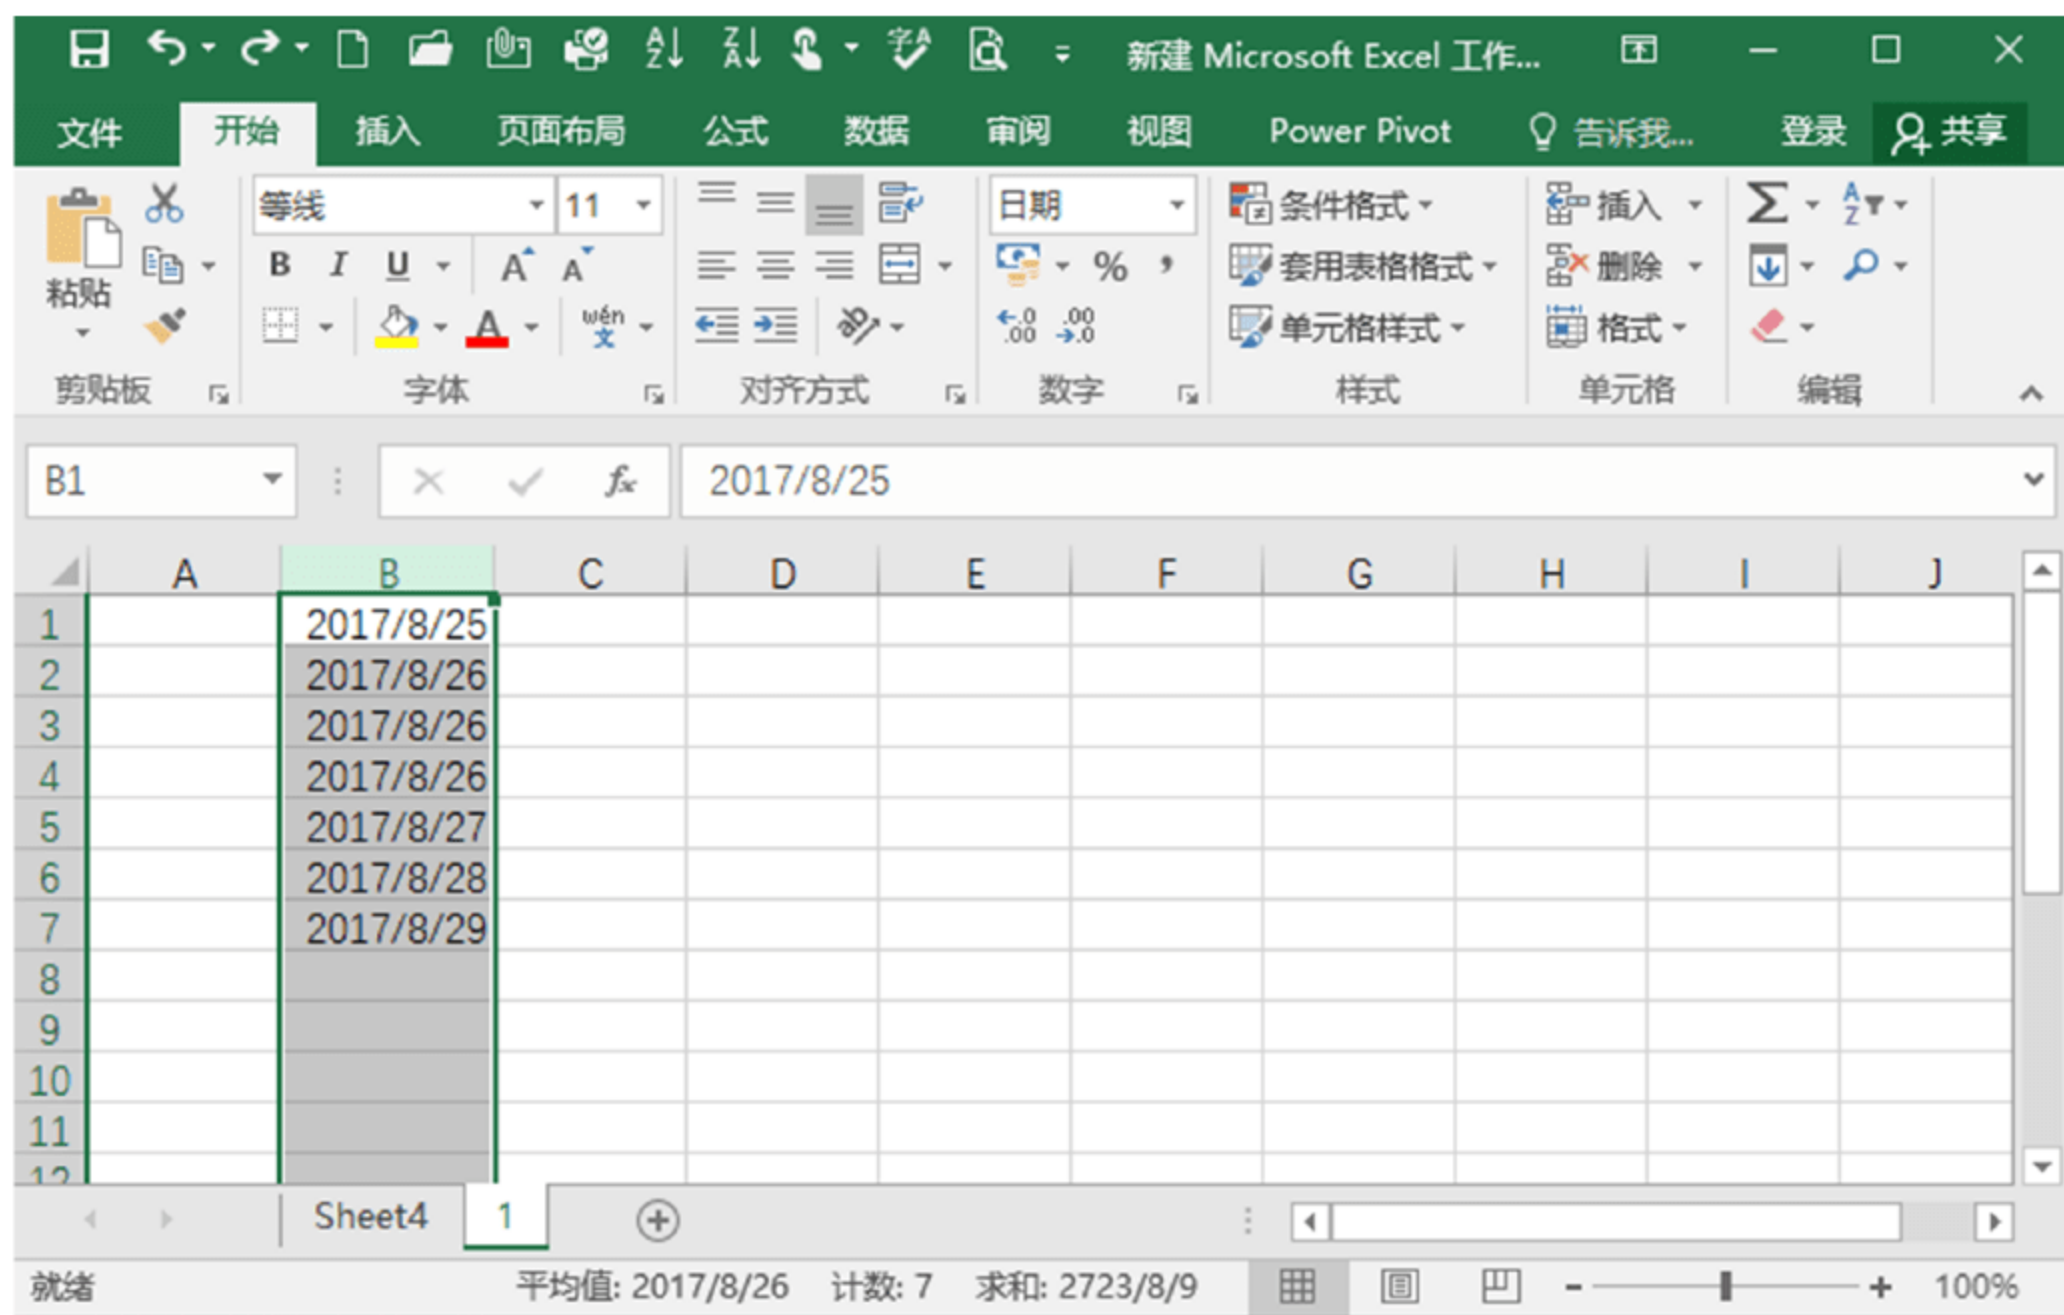 新建 Microsoft Excel 工作...
文件 开始 插入 页面布局 公式 数据 审阅 视图 Power Pivot 告诉我... 登录 共享
粘贴
等线 11
B I U A A
wén 文
日期
% ,
条件格式
套用表格格式
单元格样式
插入
删除
格式
剪贴板 字体 对齐方式 数字 样式 单元格 编辑
B1 fx 2017/8/25
A B C D E F G H I J
1 2017/8/25
2 2017/8/26
3 2017/8/26
4 2017/8/26
5 2017/8/27
6 2017/8/28
7 2017/8/29
8
9
10
11
12
Sheet4 1
就绪 平均值: 2017/8/26 计数: 7 求和: 2723/8/9 100%